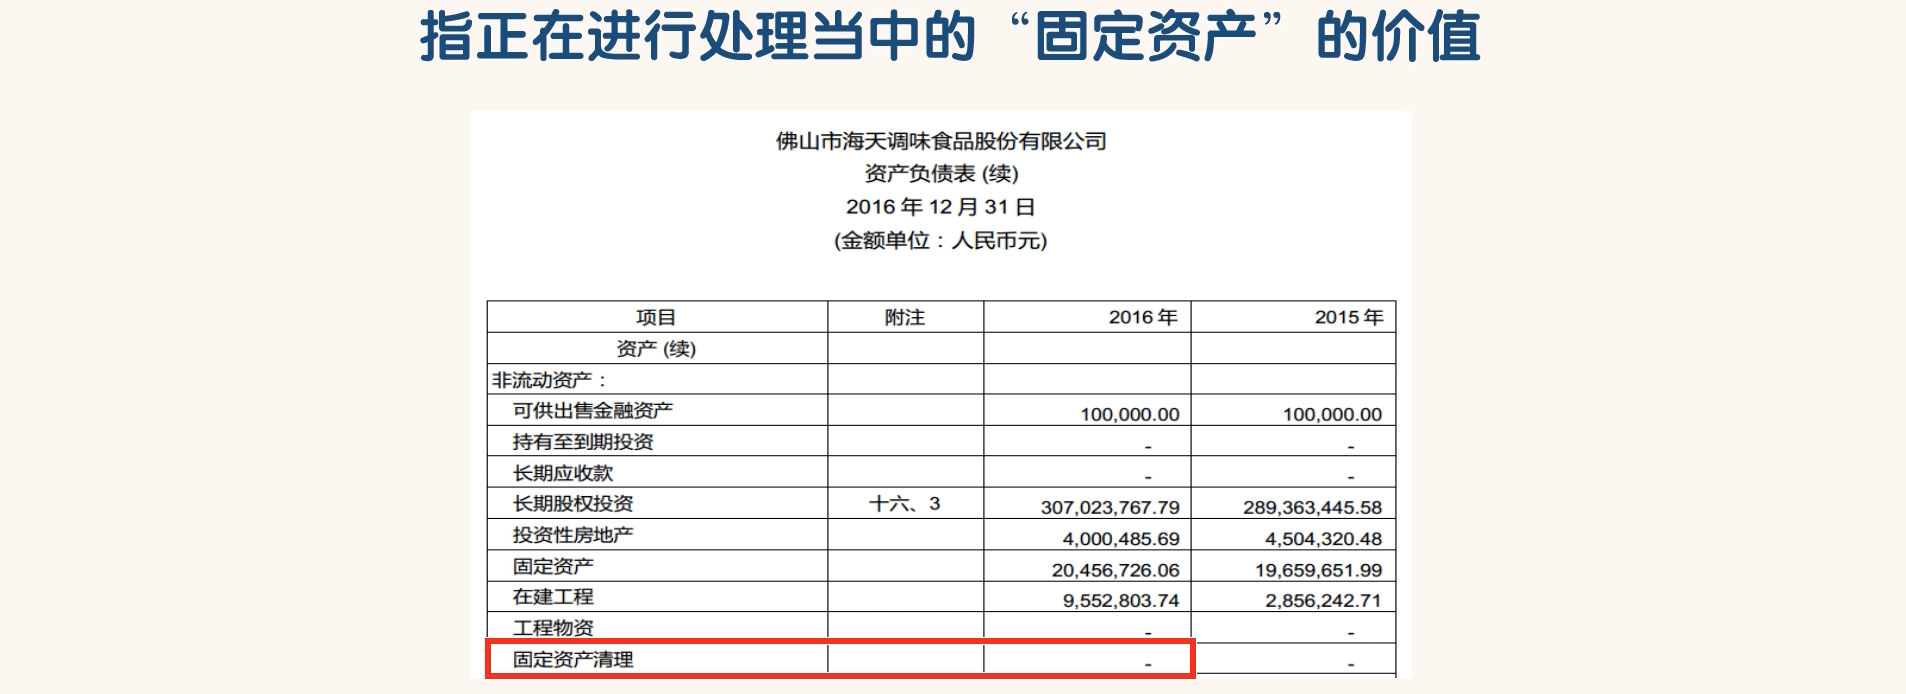 指正在进行处理当中的“固定资产”的价值
佛山市海天调味食品股份有限公司
资产负债表 (续)
2016 年 12 月 31 日
(金额单位：人民币元)
项目 附注 2016 年 2015 年
资产 (续)
非流动资产：
可供出售金融资产 100,000.00 100,000.00
持有至到期投资 - -
长期应收款 - -
长期股权投资 十六、3 307,023,767.79 289,363,445.58
投资性房地产 4,000,485.69 4,504,320.48
固定资产 20,456,726.06 19,659,651.99
在建工程 9,552,803.74 2,856,242.71
工程物资 - -
固定资产清理 - -